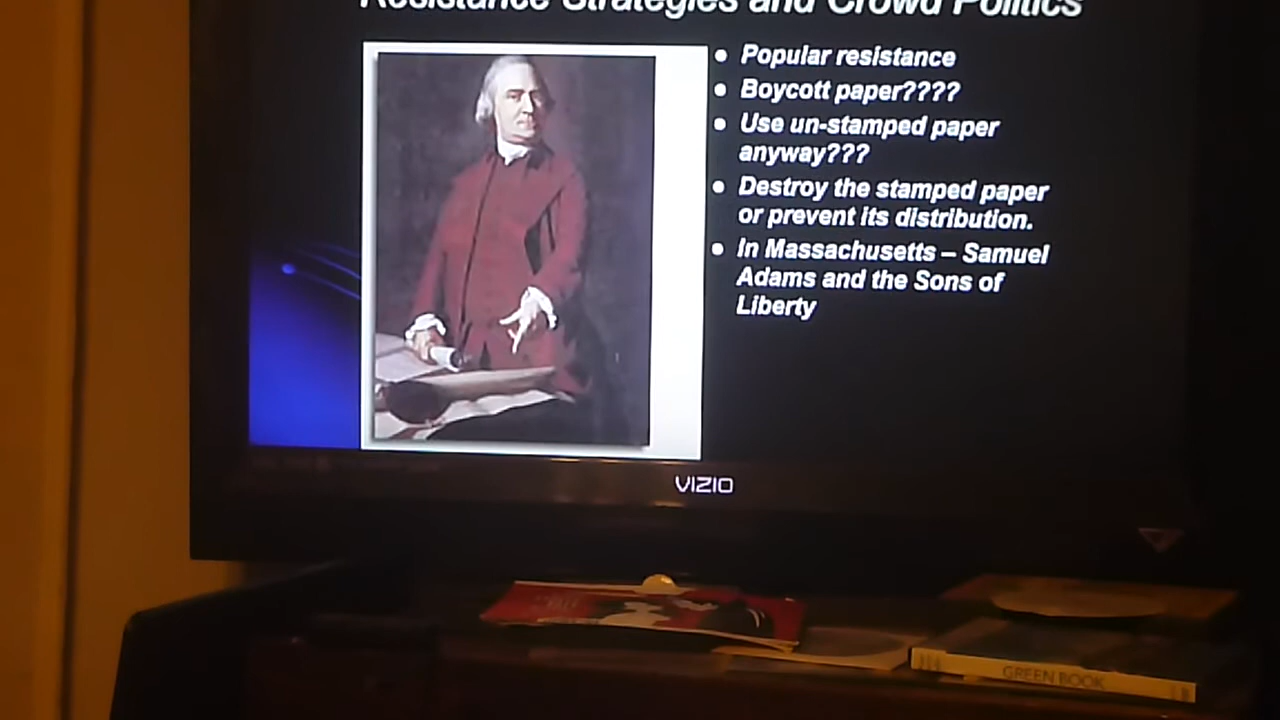 Resistance Strategies and Crowd Politics
Popular resistance
Boycott paper????
Use un-stamped paper
anyway???
Destroy the stamped paper
or prevent its distribution.
In Massachusetts – Samuel
Adams and the Sons of
Liberty
VIZIO
GREEN BOOK